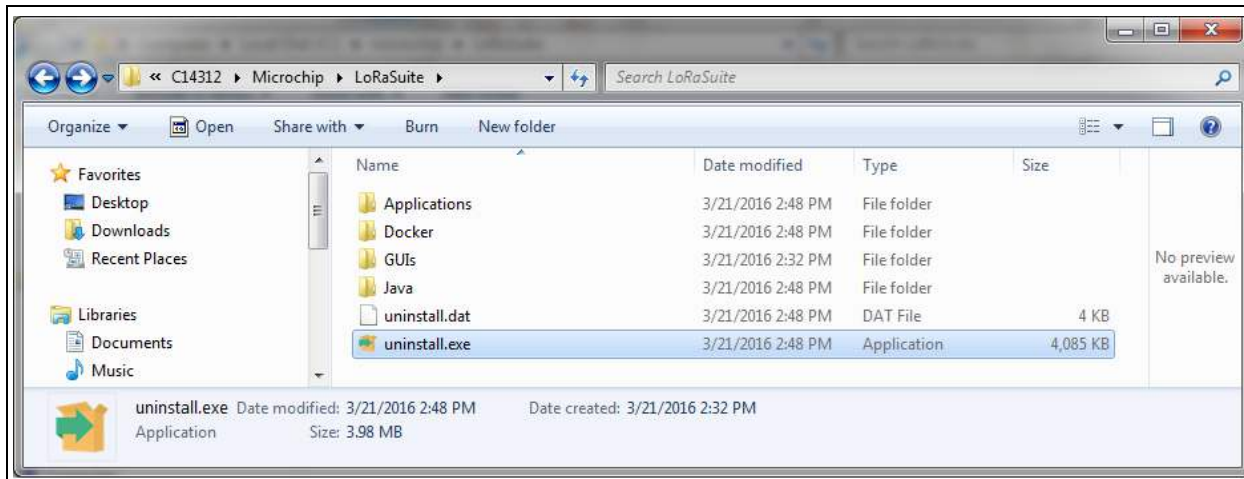 « C14312 ▸ Microchip ▸ LoRaSuite ▸ Search LoRaSuite
Organize ▾ Open Share with ▾ Burn New folder
Favorites
Desktop
Downloads
Recent Places
Libraries
Documents
Music
Name Date modified Type Size
Applications 3/21/2016 2:48 PM File folder
Docker 3/21/2016 2:48 PM File folder
GUIs 3/21/2016 2:32 PM File folder
Java 3/21/2016 2:48 PM File folder
uninstall.dat 3/21/2016 2:48 PM DAT File 4 KB
uninstall.exe 3/21/2016 2:48 PM Application 4,085 KB
No preview
available.
uninstall.exe Date modified: 3/21/2016 2:48 PM Date created: 3/21/2016 2:32 PM
Application Size: 3.98 MB